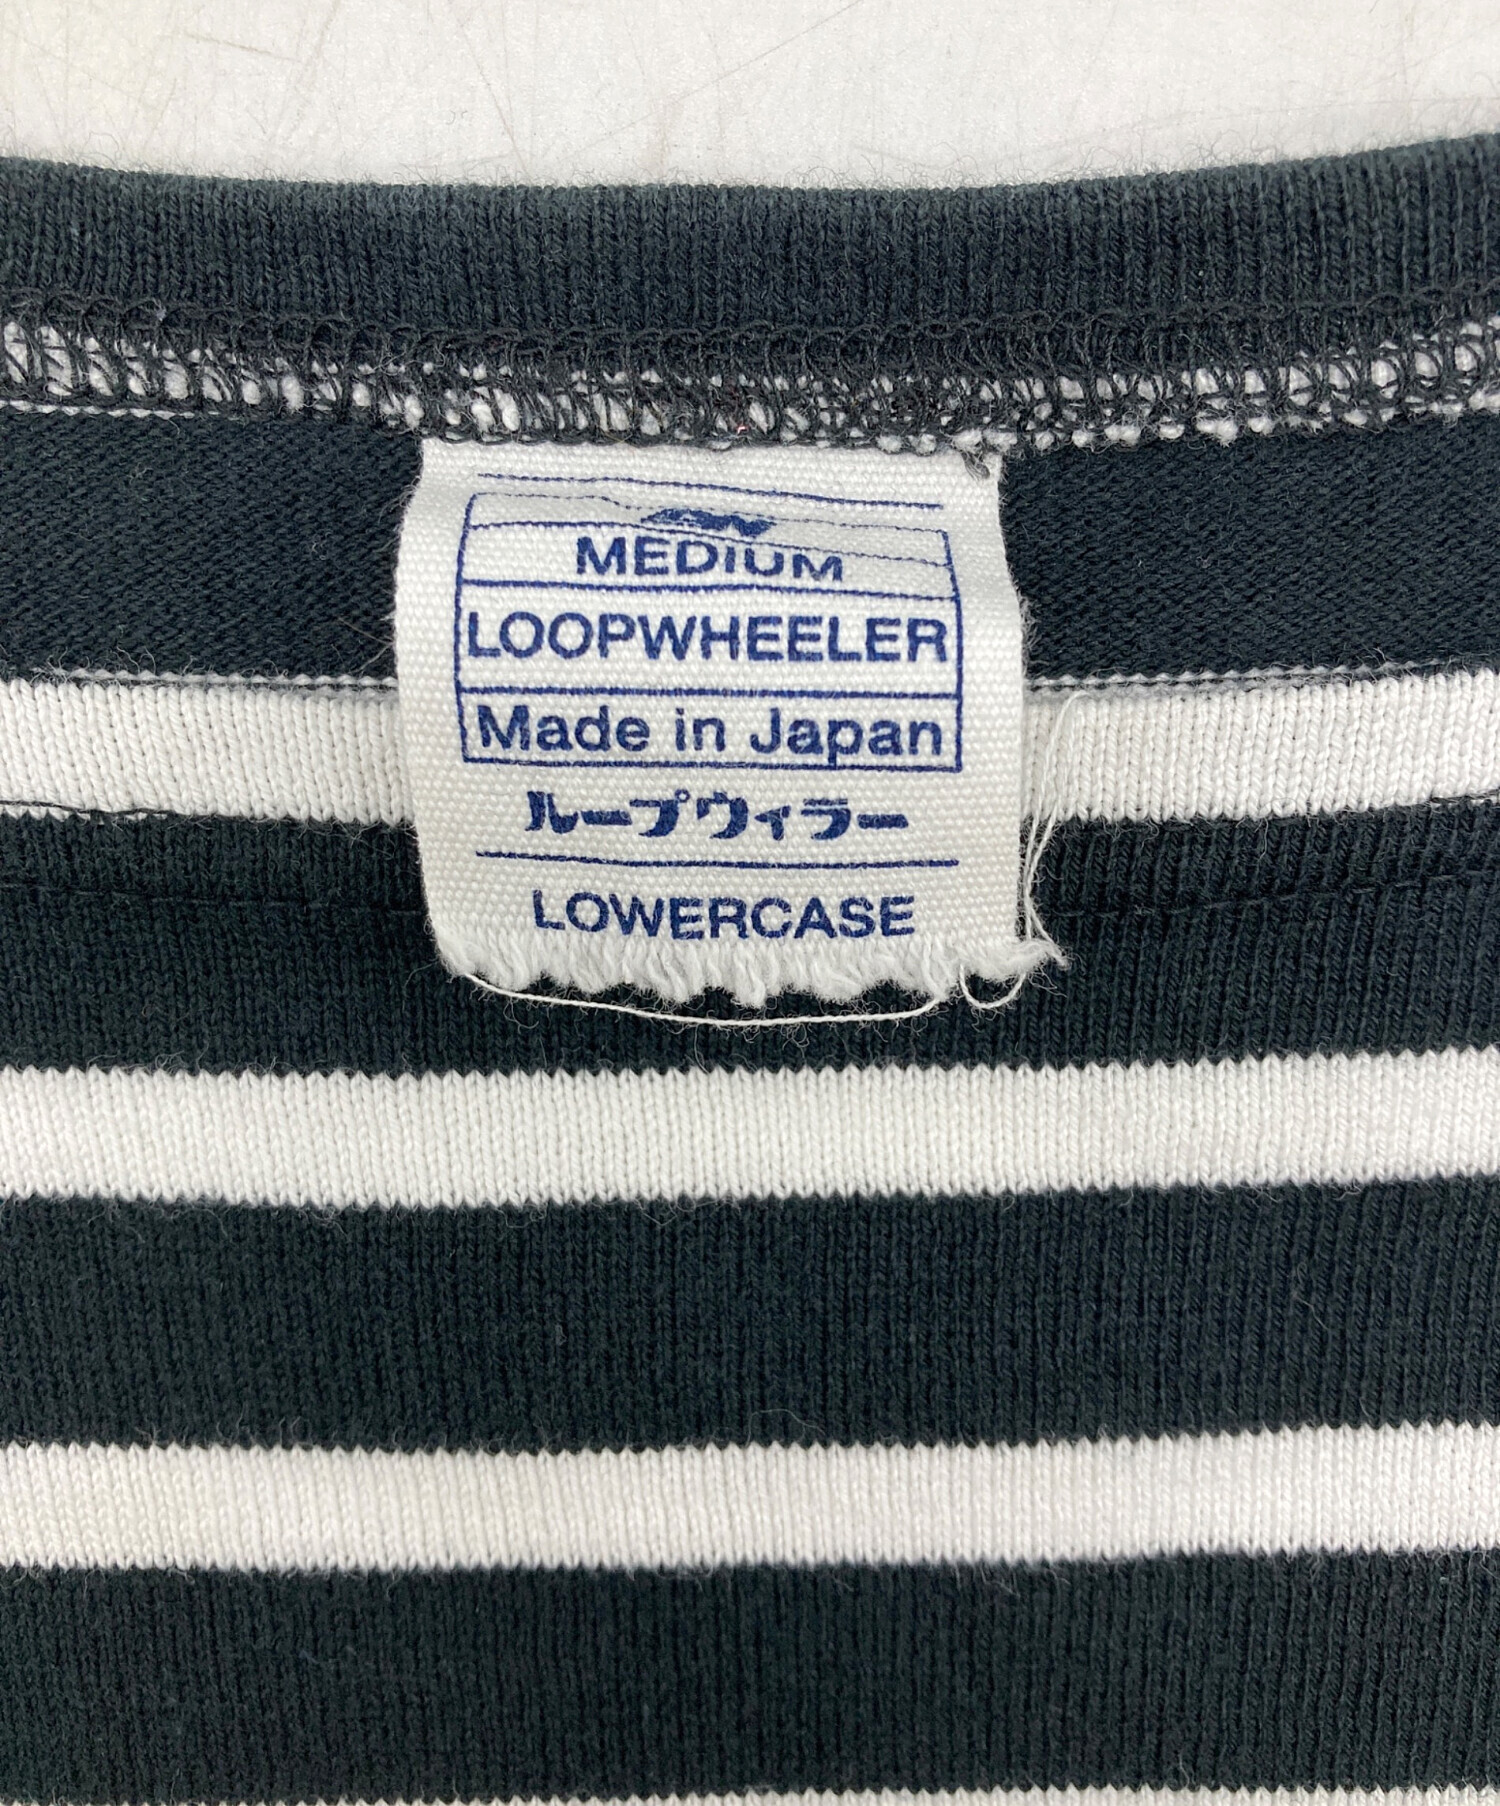 MEDIUM
LOOPWHEELER
Made in Japan
ループウィラー
LOWERCASE